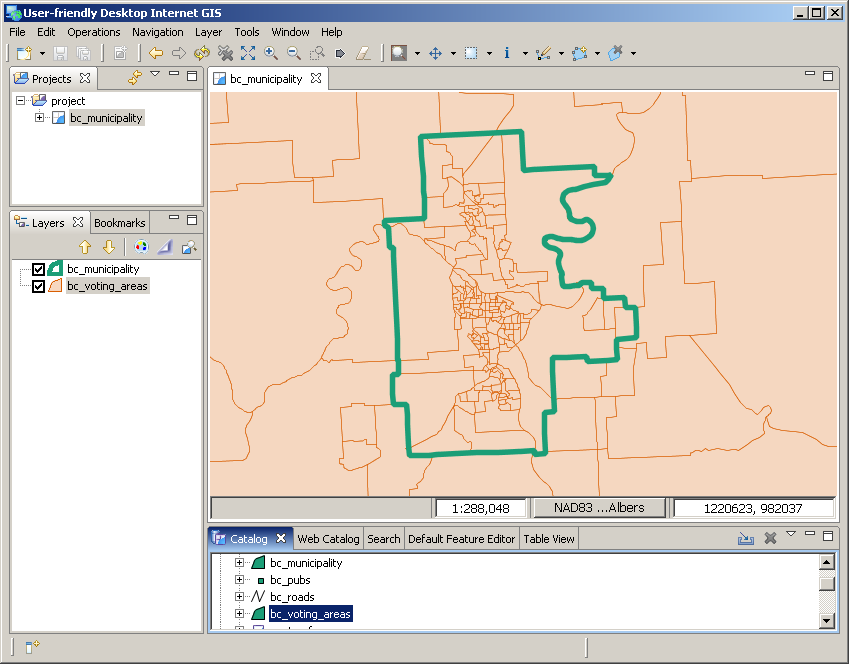 User-friendly Desktop Internet GIS
File Edit Operations Navigation Layer Tools Window Help
Projects
project
bc_municipality
Layers Bookmarks
bc_municipality
bc_voting_areas
bc_municipality
1:288,048 NAD83 ...Albers 1220623, 982037
Catalog Web Catalog Search Default Feature Editor Table View
bc_municipality
bc_pubs
bc_roads
bc_voting_areas